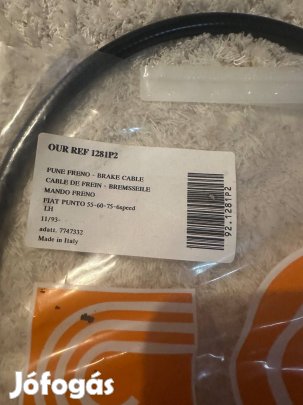 OUR REF 1281P2
FUNE FRENO - BRAKE CABLE
CABLE DE FREIN - BREMSSEILE
MANDO FRENO
FIAT PUNTO 55-60-75-6speed
LH
11/93-
adatt. 7747332
Made in Italy
92.1281P2
Jófogás